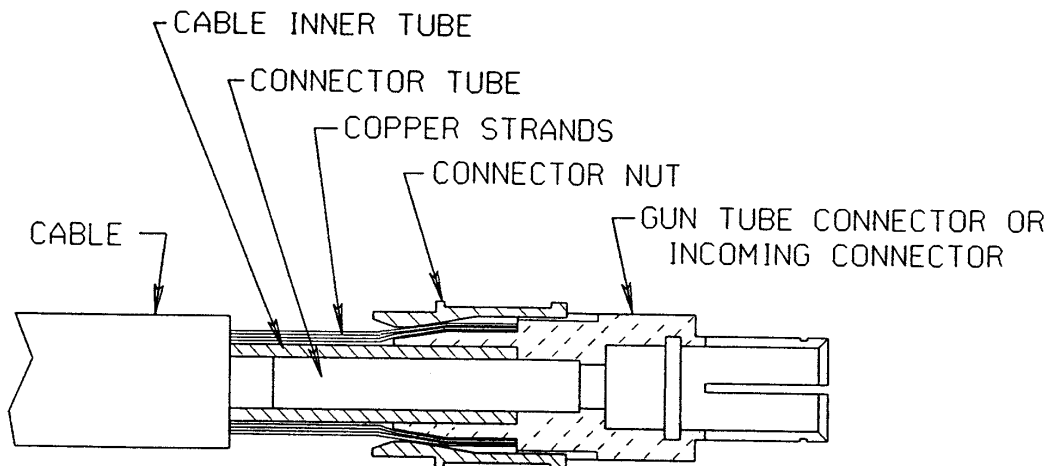 CABLE INNER TUBE
CONNECTOR TUBE
COPPER STRANDS
CONNECTOR NUT
GUN TUBE CONNECTOR OR
INCOMING CONNECTOR
CABLE